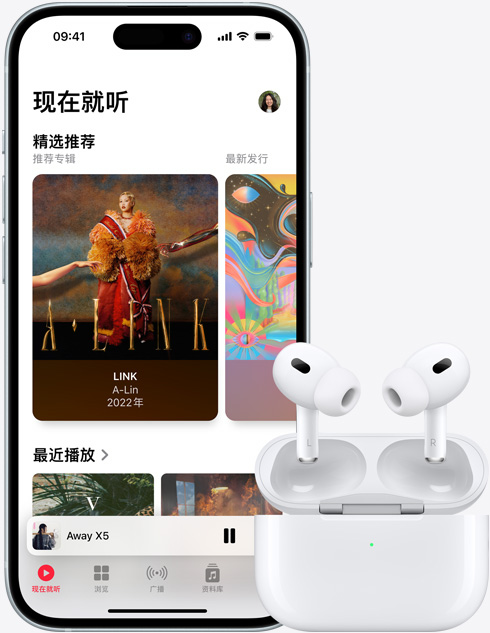 09:41
现在就听
精选推荐
推荐专辑
最新发行
A·LINK
LINK
A-Lin
2022年
最近播放
V
Away X5
现在就听
浏览
广播
资料库
L
R